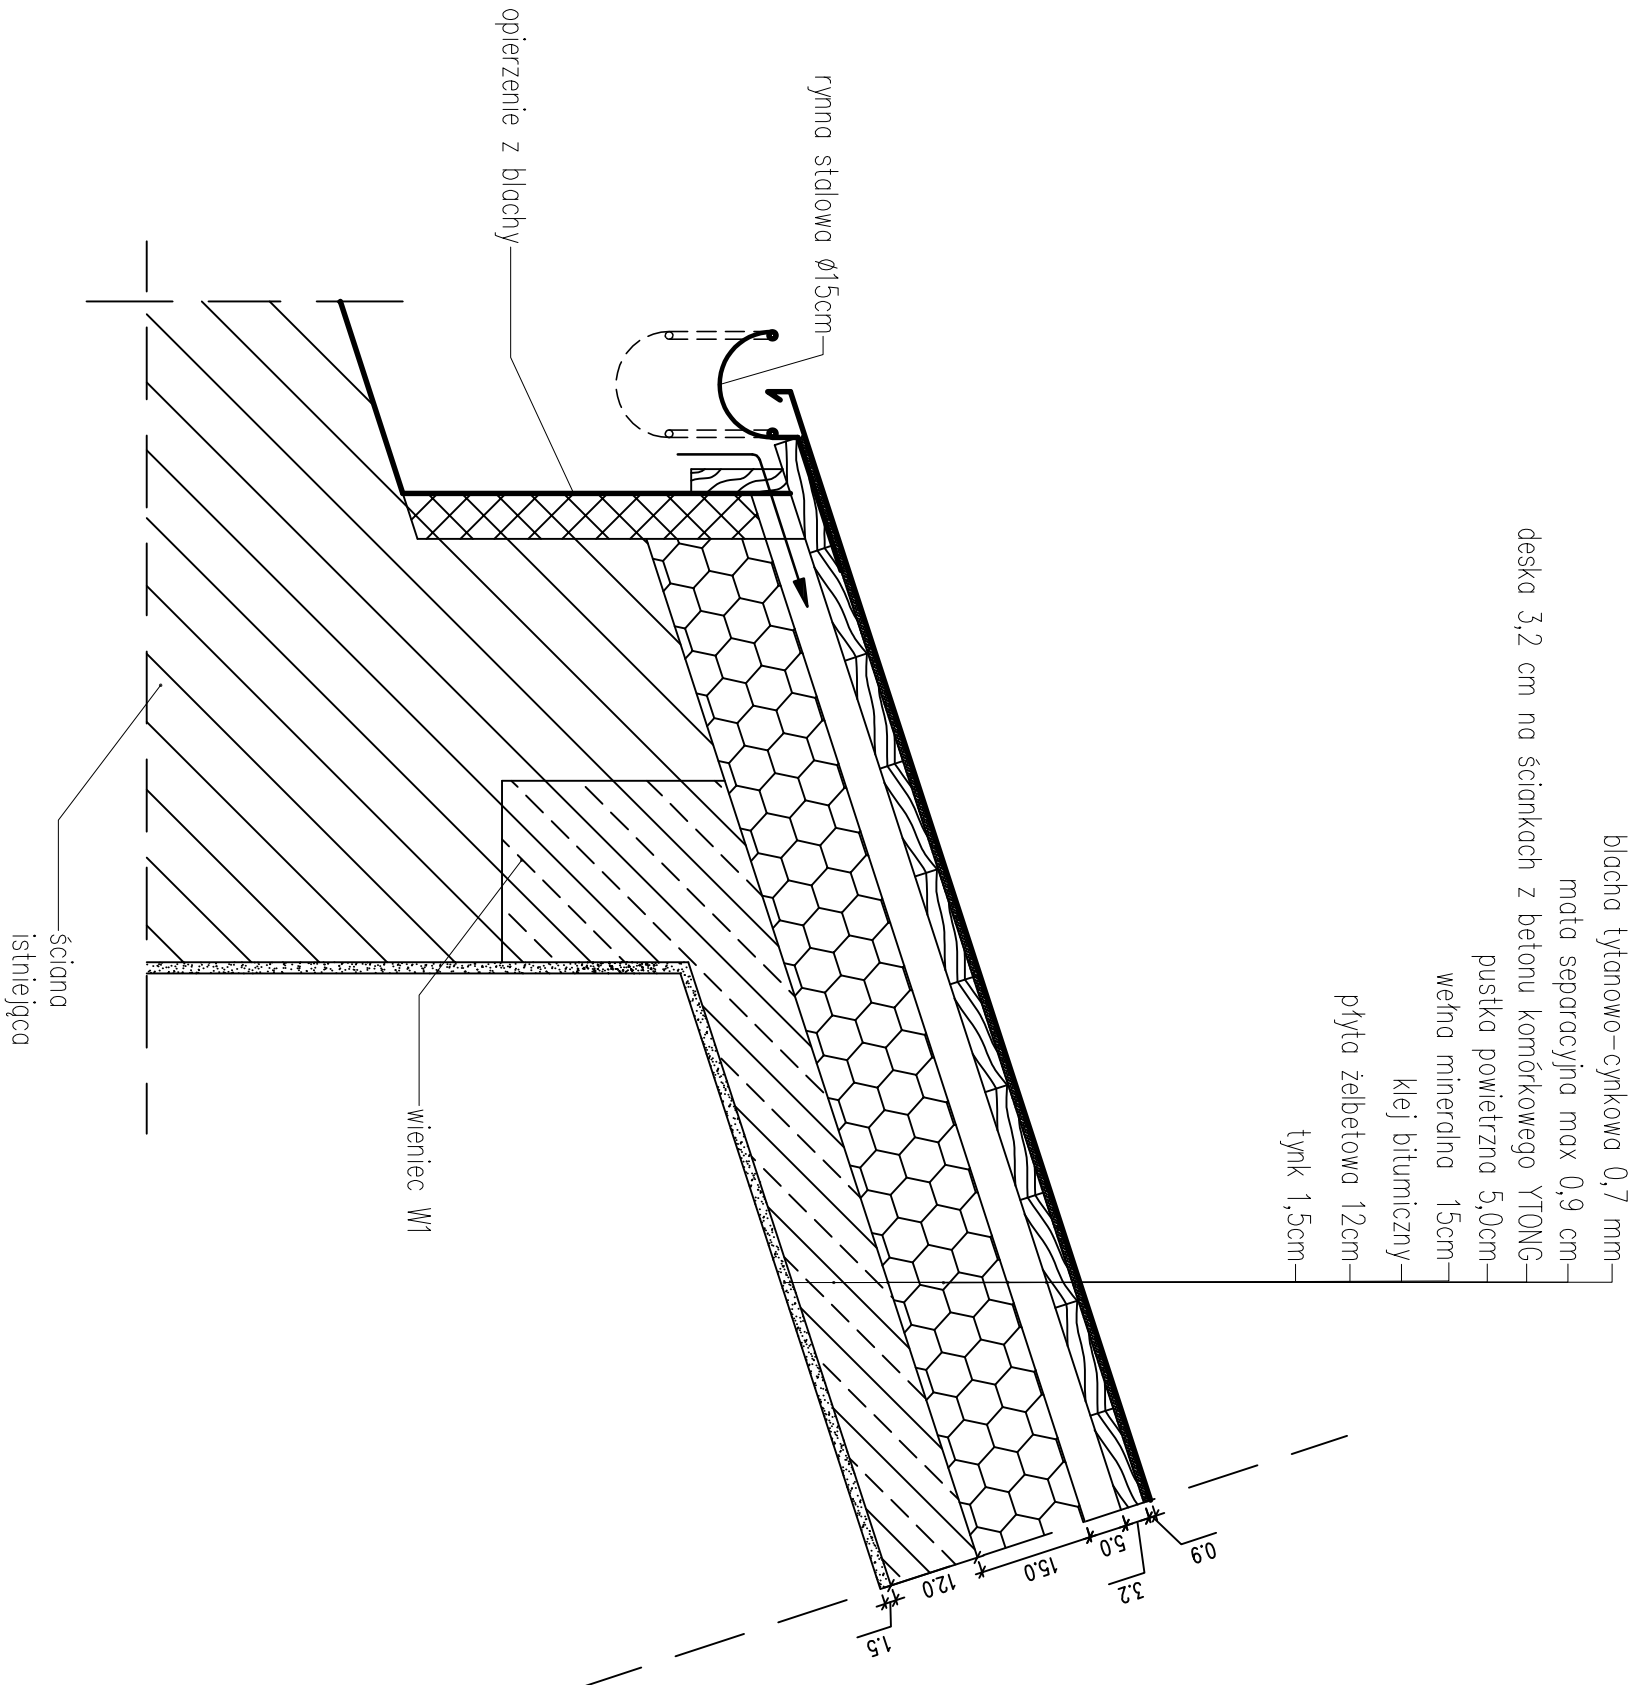 blacha tytanowo-cynkowa 0,7 mm
mata separacyjna max 0,9 cm
deska 3,2 cm na ściankach z betonu komórkowego YTONG
pustka powietrzna 5,0cm
wełna mineralna 15cm
klej bitumiczny
płyta żelbetowa 12cm
tynk 1,5cm
rynna stalowa Ø15cm
opierzenie z blachy
wieniec W1
ściana
istniejąca
0.9
3.2
5.0
15.0
12.0
1.5